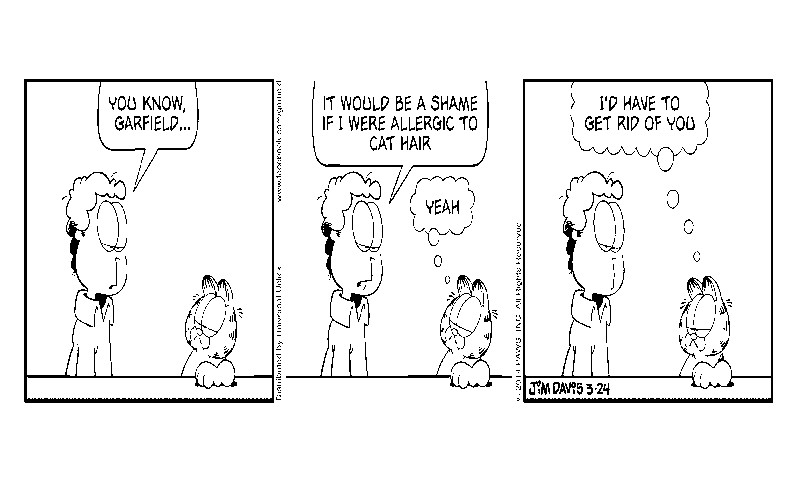 YOU KNOW,
GARFIELD...
IT WOULD BE A SHAME
IF I WERE ALLERGIC TO
CAT HAIR
YEAH
I'D HAVE TO
GET RID OF YOU
JIM DAVIS 3·24